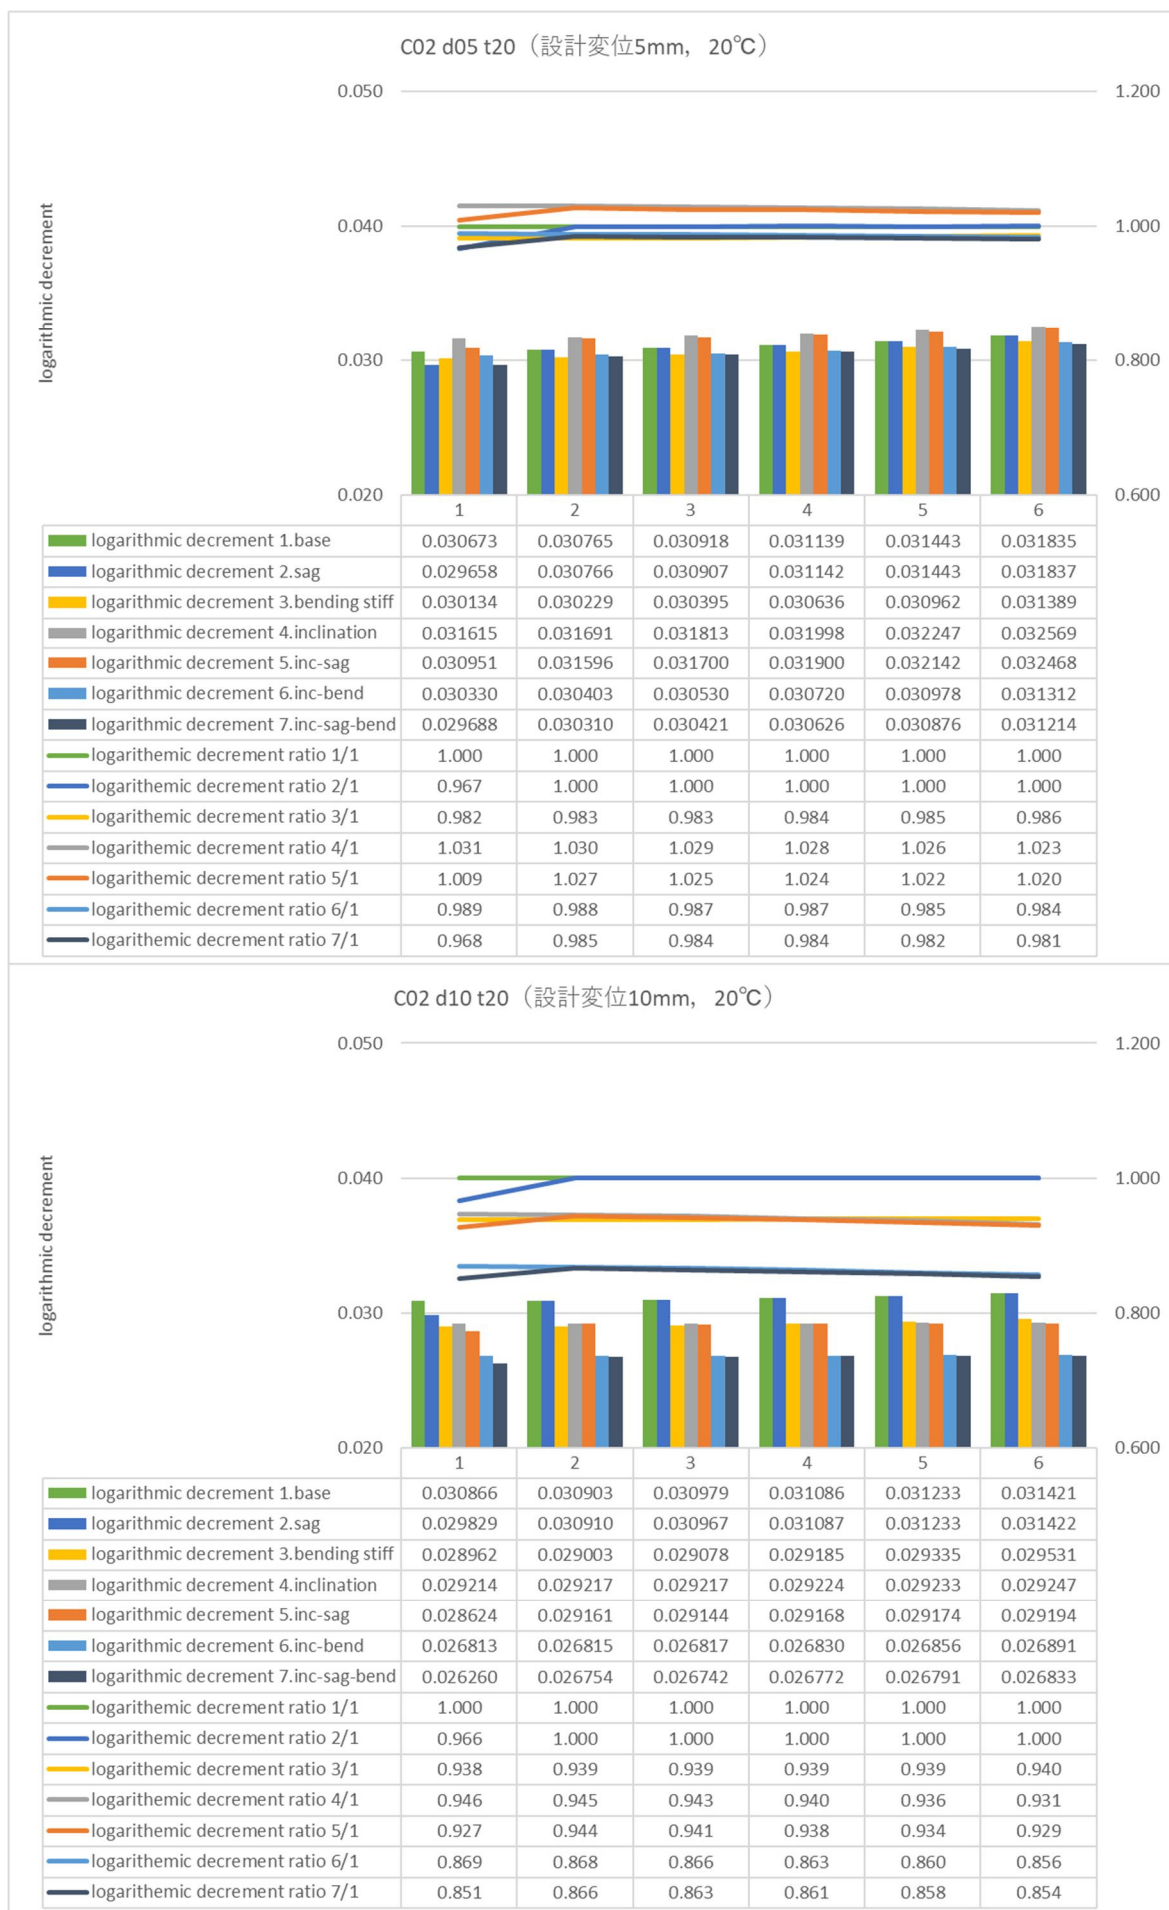 C02 d05 t20（設計変位5mm，20℃）
0.050 1.200
0.040 1.000
0.030 0.800
0.020 0.600
logarithmic decrement
1 2 3 4 5 6
logarithmic decrement 1.base 0.030673 0.030765 0.030918 0.031139 0.031443 0.031835
logarithmic decrement 2.sag 0.029658 0.030766 0.030907 0.031142 0.031443 0.031837
logarithmic decrement 3.bending stiff 0.030134 0.030229 0.030395 0.030636 0.030962 0.031389
logarithmic decrement 4.inclination 0.031615 0.031691 0.031813 0.031998 0.032247 0.032569
logarithmic decrement 5.inc-sag 0.030951 0.031596 0.031700 0.031900 0.032142 0.032468
logarithmic decrement 6.inc-bend 0.030330 0.030403 0.030530 0.030720 0.030978 0.031312
logarithmic decrement 7.inc-sag-bend 0.029688 0.030310 0.030421 0.030626 0.030876 0.031214
logarithemic decrement ratio 1/1 1.000 1.000 1.000 1.000 1.000 1.000
logarithemic decrement ratio 2/1 0.967 1.000 1.000 1.000 1.000 1.000
logarithemic decrement ratio 3/1 0.982 0.983 0.983 0.984 0.985 0.986
logarithemic decrement ratio 4/1 1.031 1.030 1.029 1.028 1.026 1.023
logarithemic decrement ratio 5/1 1.009 1.027 1.025 1.024 1.022 1.020
logarithemic decrement ratio 6/1 0.989 0.988 0.987 0.987 0.985 0.984
logarithemic decrement ratio 7/1 0.968 0.985 0.984 0.984 0.982 0.981
C02 d10 t20（設計変位10mm，20℃）
0.050 1.200
0.040 1.000
0.030 0.800
0.020 0.600
logarithmic decrement
1 2 3 4 5 6
logarithmic decrement 1.base 0.030866 0.030903 0.030979 0.031086 0.031233 0.031421
logarithmic decrement 2.sag 0.029829 0.030910 0.030967 0.031087 0.031233 0.031422
logarithmic decrement 3.bending stiff 0.028962 0.029003 0.029078 0.029185 0.029335 0.029531
logarithmic decrement 4.inclination 0.029214 0.029217 0.029217 0.029224 0.029233 0.029247
logarithmic decrement 5.inc-sag 0.028624 0.029161 0.029144 0.029168 0.029174 0.029194
logarithmic decrement 6.inc-bend 0.026813 0.026815 0.026817 0.026830 0.026856 0.026891
logarithmic decrement 7.inc-sag-bend 0.026260 0.026754 0.026742 0.026772 0.026791 0.026833
logarithemic decrement ratio 1/1 1.000 1.000 1.000 1.000 1.000 1.000
logarithemic decrement ratio 2/1 0.966 1.000 1.000 1.000 1.000 1.000
logarithemic decrement ratio 3/1 0.938 0.939 0.939 0.939 0.939 0.940
logarithemic decrement ratio 4/1 0.946 0.945 0.943 0.940 0.936 0.931
logarithemic decrement ratio 5/1 0.927 0.944 0.941 0.938 0.934 0.929
logarithemic decrement ratio 6/1 0.869 0.868 0.866 0.863 0.860 0.856
logarithemic decrement ratio 7/1 0.851 0.866 0.863 0.861 0.858 0.854